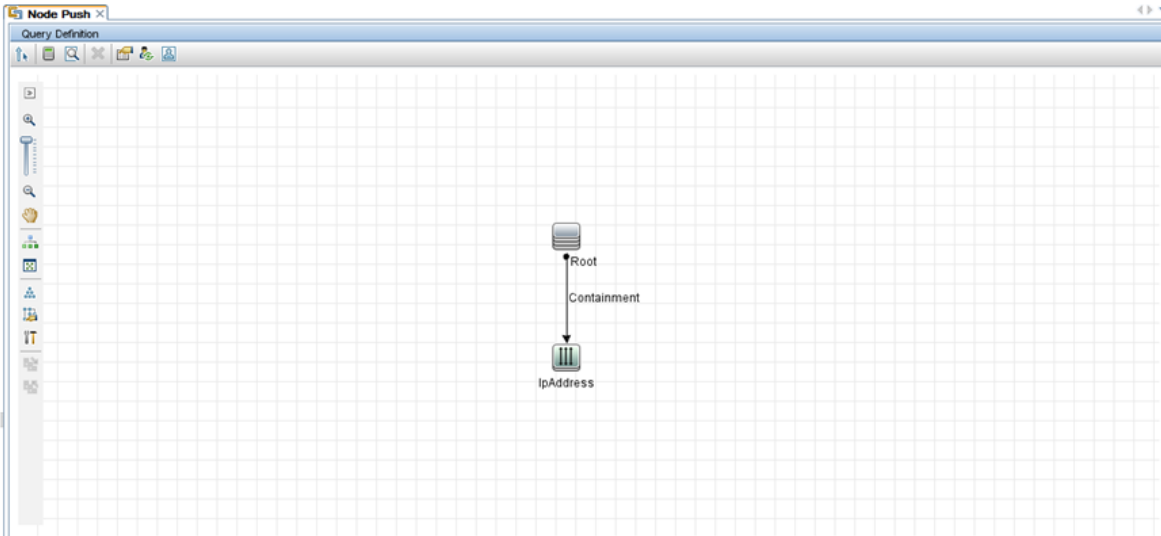 Node Push
Query Definition
Root
Containment
IpAddress